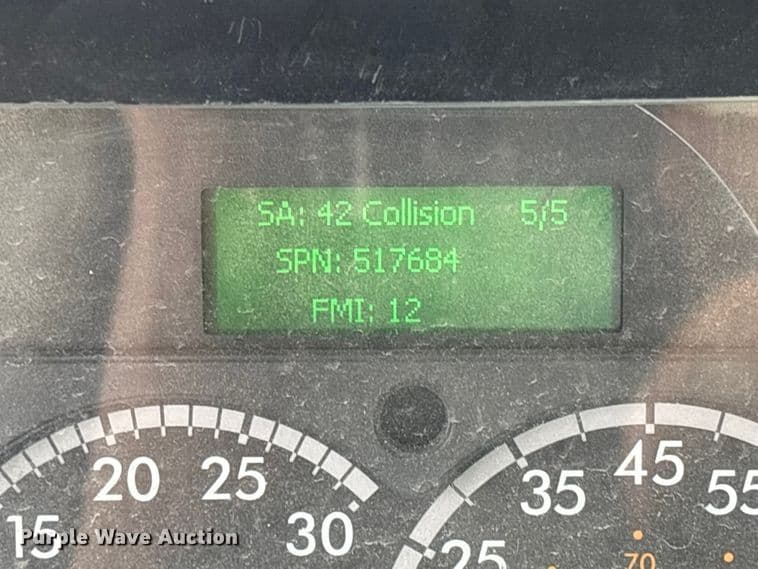 SA: 42 Collision 5/5
SPN: 517684
FMI: 12
20 25
15 30
35 45 55
25 70
Purple Wave Auction